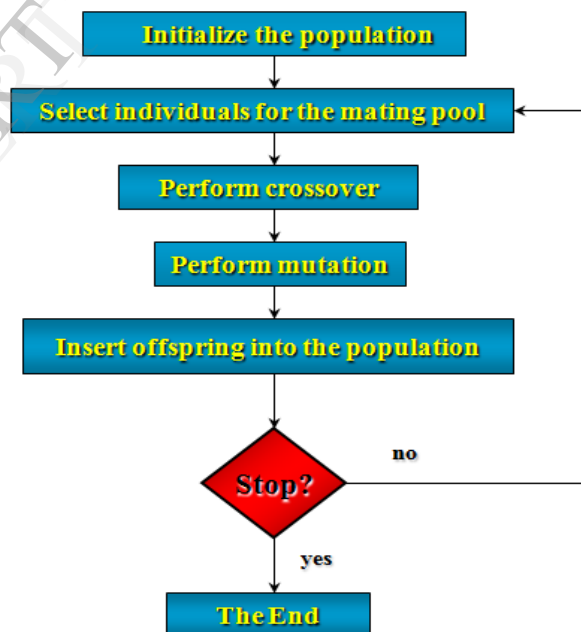 Initialize the population
Select individuals for the mating pool
Perform crossover
Perform mutation
Insert offspring into the population
Stop?
no
yes
The End